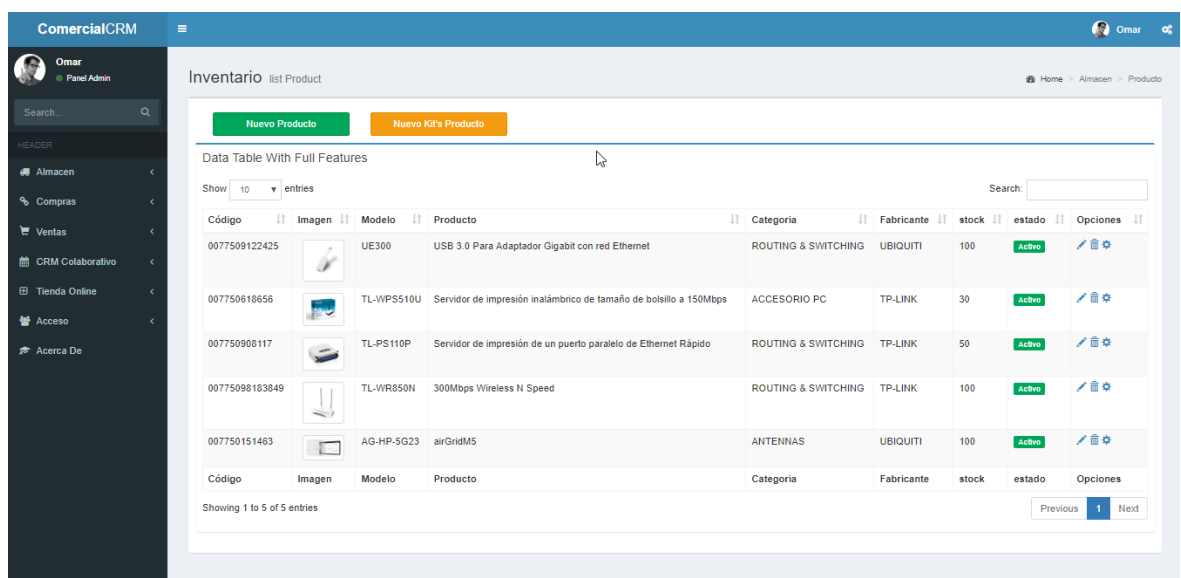 ComercialCRM
Omar
Omar
Panel Admin
Search...
HEADER
Almacen
Compras
Ventas
CRM Colaborativo
Tienda Online
Acceso
Acerca De
Inventario list Product
Home > Almacen > Producto
Nuevo Producto Nuevo Kit's Producto
Data Table With Full Features
Show 10 entries Search:
Código Imagen Modelo Producto Categoria Fabricante stock estado Opciones
0077509122425 UE300 USB 3.0 Para Adaptador Gigabit con red Ethernet ROUTING & SWITCHING UBIQUITI 100 Activo
007750618656 TL-WPS510U Servidor de impresión inalámbrico de tamaño de bolsillo a 150Mbps ACCESORIO PC TP-LINK 30 Activo
007750908117 TL-PS110P Servidor de impresión de un puerto paralelo de Ethernet Rápido ROUTING & SWITCHING TP-LINK 50 Activo
00775098183849 TL-WR850N 300Mbps Wireless N Speed ROUTING & SWITCHING TP-LINK 100 Activo
007750151463 AG-HP-5G23 airGridM5 ANTENNAS UBIQUITI 100 Activo
Código Imagen Modelo Producto Categoria Fabricante stock estado Opciones
Showing 1 to 5 of 5 entries Previous 1 Next